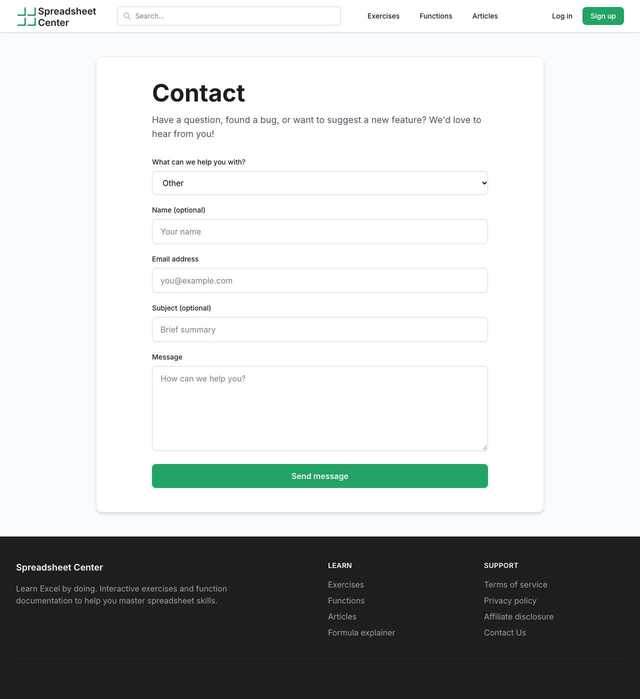 Spreadsheet
Center
Search...
Exercises
Functions
Articles
Log in
Sign up
Contact
Have a question, found a bug, or want to suggest a new feature? We'd love to
hear from you!
What can we help you with?
Other
Name (optional)
Your name
Email address
you@example.com
Subject (optional)
Brief summary
Message
How can we help you?
Send message
Spreadsheet Center
Learn Excel by doing. Interactive exercises and function
documentation to help you master spreadsheet skills.
LEARN
Exercises
Functions
Articles
Formula explainer
SUPPORT
Terms of service
Privacy policy
Affiliate disclosure
Contact Us